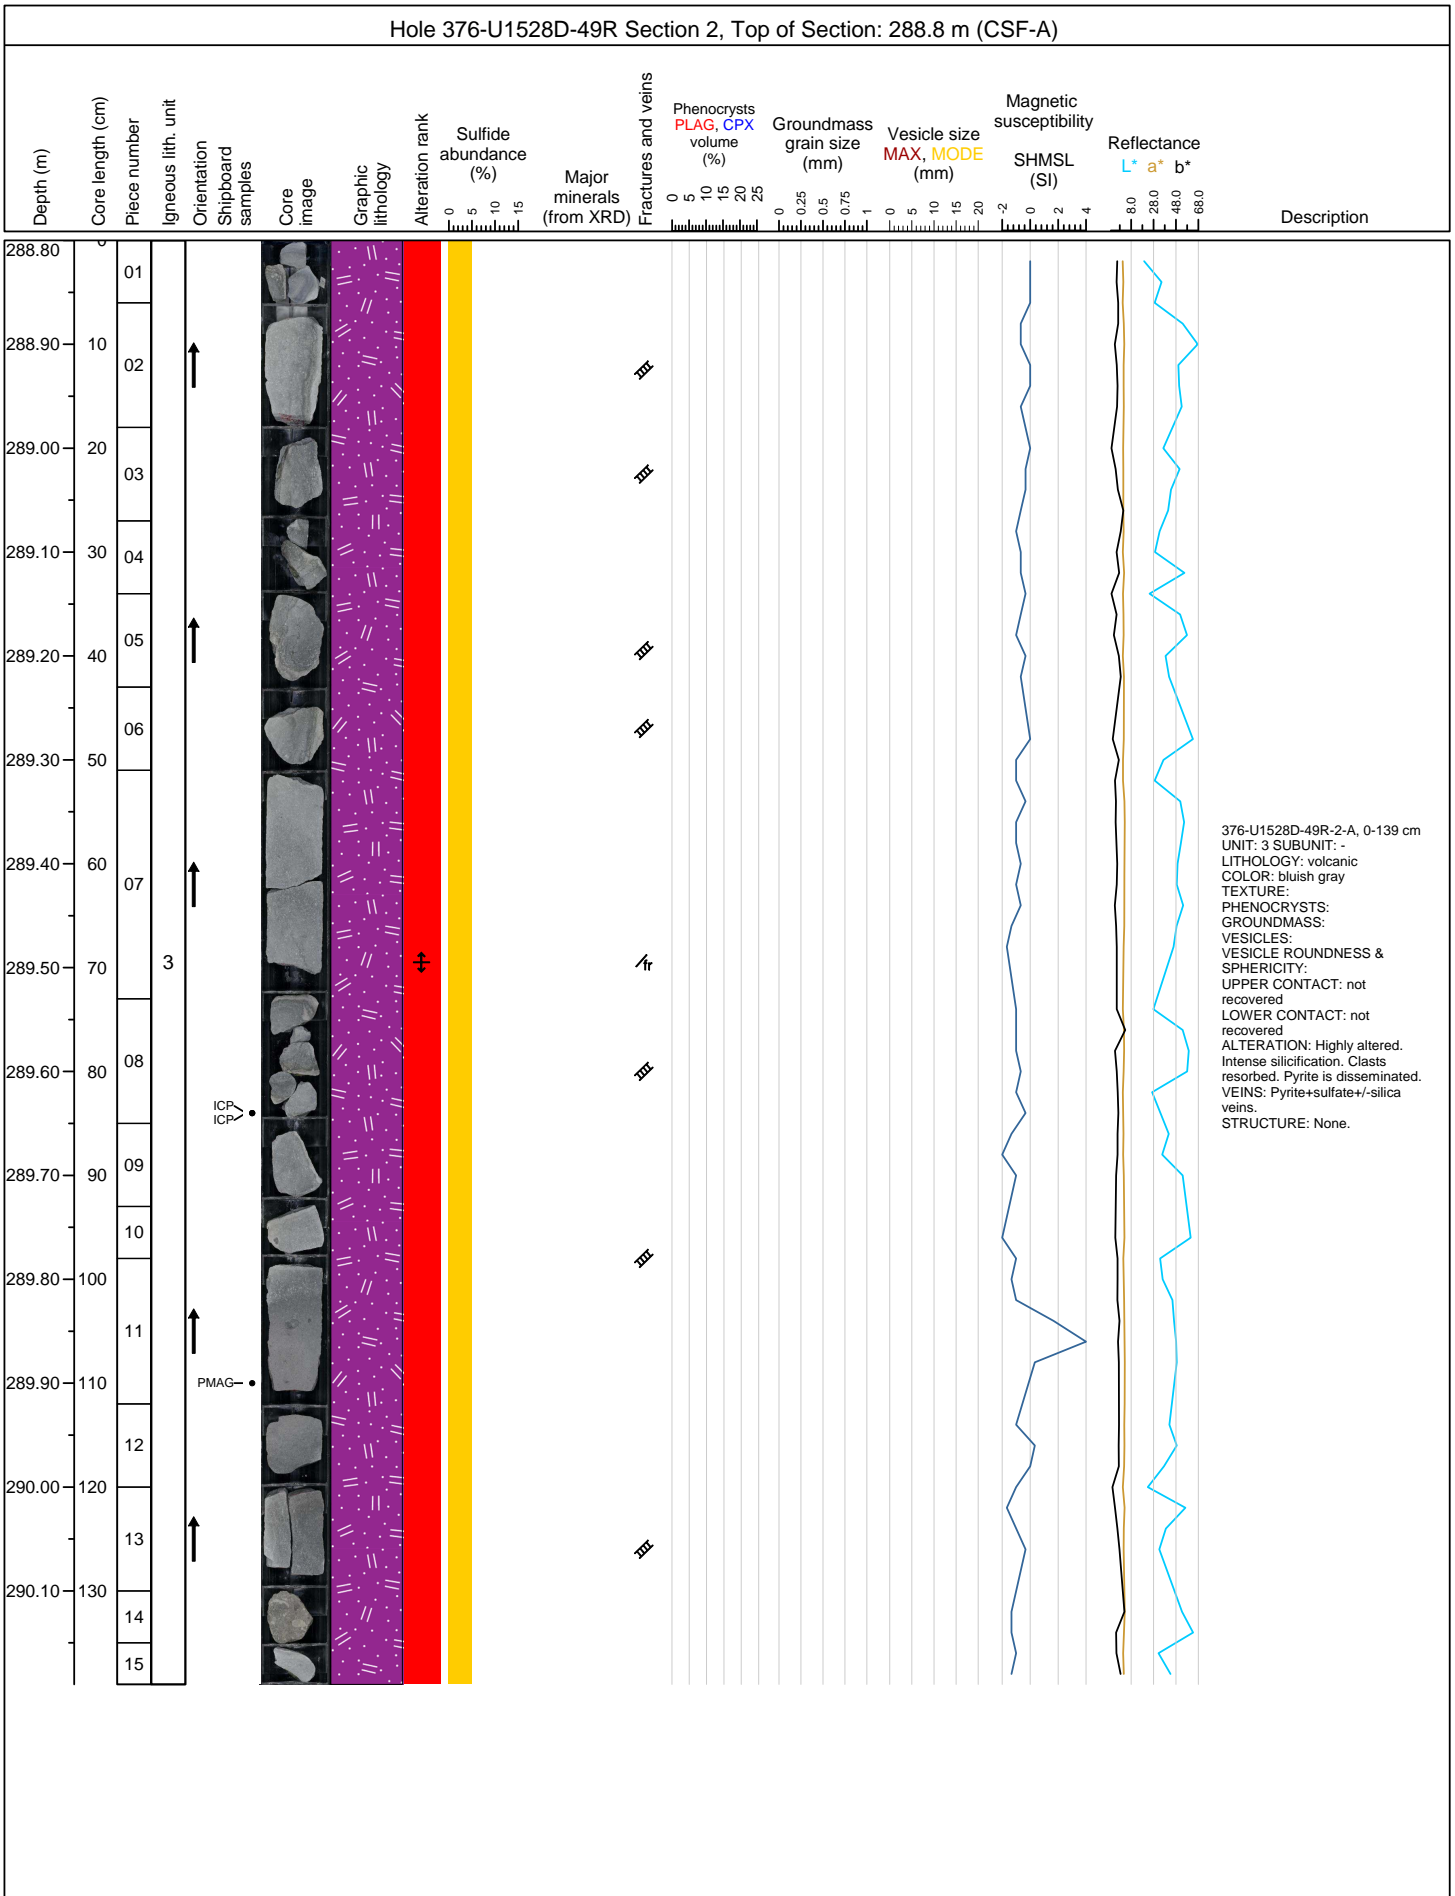 Hole 376-U1528D-49R Section 2, Top of Section: 288.8 m (CSF-A)
Depth (m)
Core length (cm)
Piece number
Igneous lith. unit
Orientation
Shipboard
samples
Core
image
Graphic
lithology
Alteration rank
Sulfide
abundance
(%)
0 5 10 15
Major
minerals
(from XRD)
Fractures and veins
Phenocrysts
PLAG, CPX
volume
(%)
0 5 10 15 20 25
Groundmass
grain size
(mm)
0 0.25 0.5 0.75 1
Vesicle size
MAX, MODE
(mm)
0 5 10 15 20
Magnetic
susceptibility
SHMSL
(SI)
-2 0 2 4
Reflectance
L* a* b*
8.0 28.0 48.0 68.0
Description
288.80 0
01
288.90 10
02
289.00 20
03
289.10 30
04
05
289.20 40
06
289.30 50
289.40 60
07
289.50 70
3
fr
08
289.60 80
ICP
ICP
09
289.70 90
10
289.80 100
11
289.90 110
PMAG
12
290.00 120
13
290.10 130
14
15
376-U1528D-49R-2-A, 0-139 cm
UNIT: 3 SUBUNIT: -
LITHOLOGY: volcanic
COLOR: bluish gray
TEXTURE:
PHENOCRYSTS:
GROUNDMASS:
VESICLES:
VESICLE ROUNDNESS &
SPHERICITY:
UPPER CONTACT: not
recovered
LOWER CONTACT: not
recovered
ALTERATION: Highly altered.
Intense silicification. Clasts
resorbed. Pyrite is disseminated.
VEINS: Pyrite+sulfate+/-silica
veins.
STRUCTURE: None.